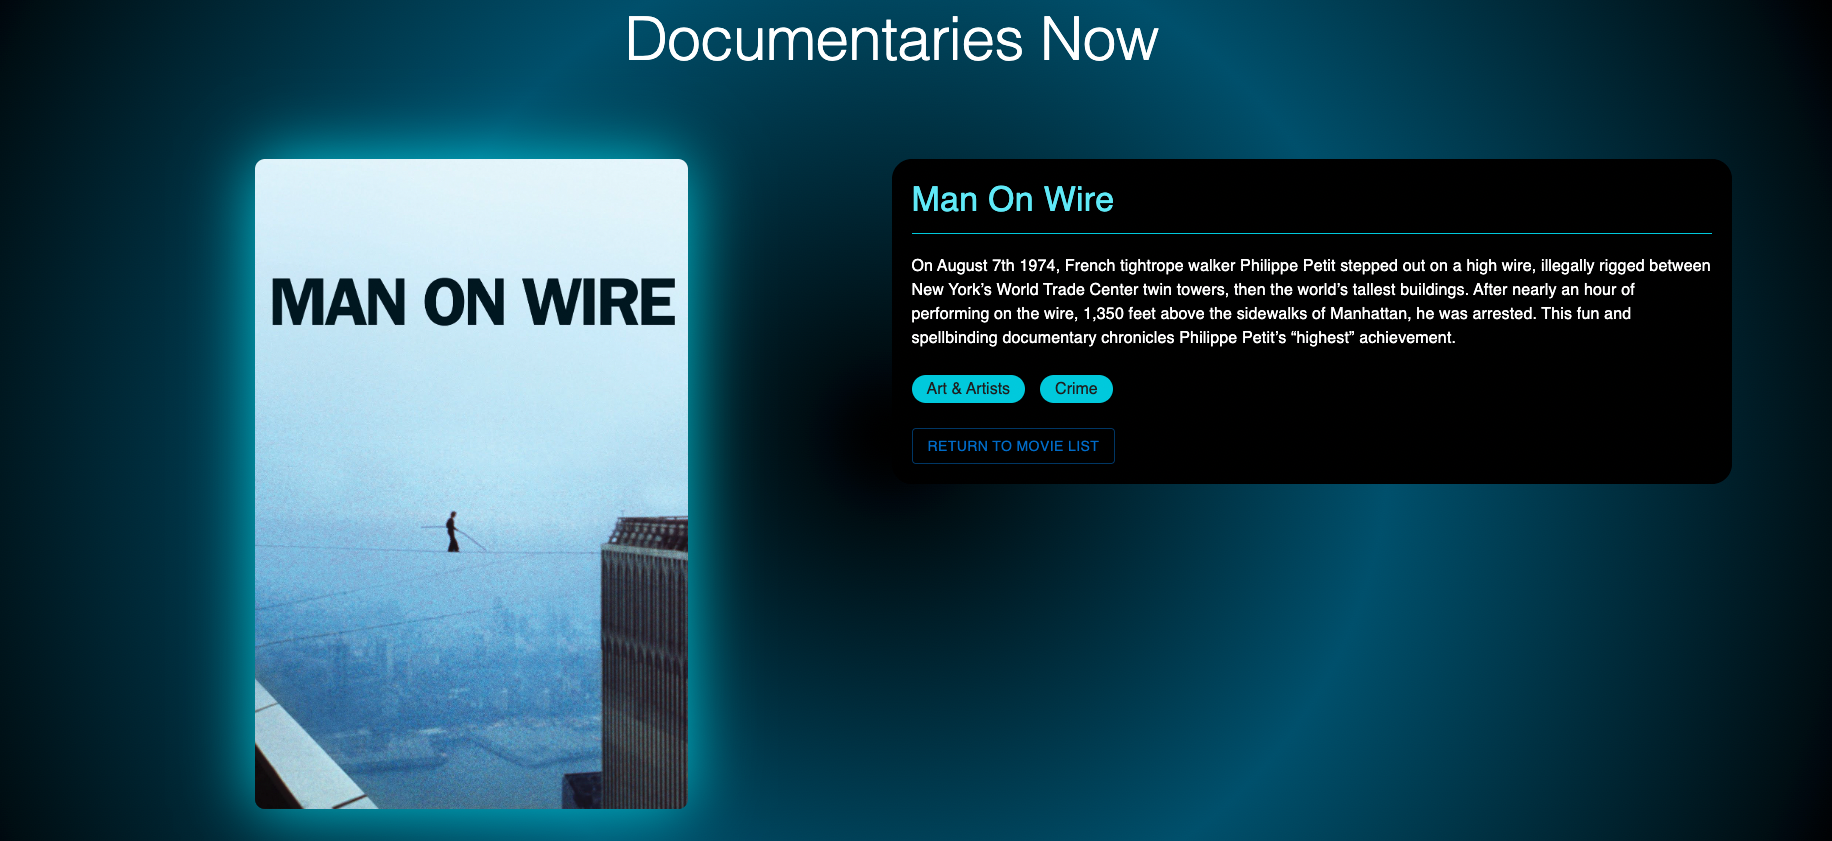 Documentaries Now
MAN ON WIRE
Man On Wire
On August 7th 1974, French tightrope walker Philippe Petit stepped out on a high wire, illegally rigged between
New York’s World Trade Center twin towers, then the world’s tallest buildings. After nearly an hour of
performing on the wire, 1,350 feet above the sidewalks of Manhattan, he was arrested. This fun and
spellbinding documentary chronicles Philippe Petit’s “highest” achievement.
Art & Artists Crime
RETURN TO MOVIE LIST